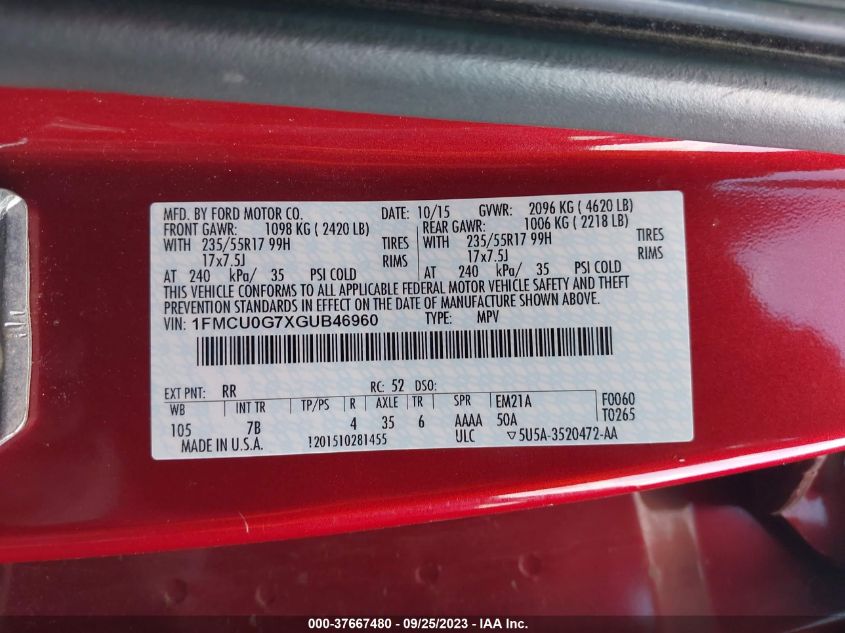 MFD. BY FORD MOTOR CO. DATE: 10/15 GVWR: 2096 KG ( 4620 LB)
FRONT GAWR: 1098 KG ( 2420 LB) REAR GAWR: 1006 KG ( 2218 LB)
WITH 235/55R17 99H TIRES WITH 235/55R17 99H TIRES
17x7.5J RIMS 17x7.5J RIMS
AT 240 kPa/ 35 PSI COLD AT 240 kPa/ 35 PSI COLD
THIS VEHICLE CONFORMS TO ALL APPLICABLE FEDERAL MOTOR VEHICLE SAFETY AND THEFT
PREVENTION STANDARDS IN EFFECT ON THE DATE OF MANUFACTURE SHOWN ABOVE.
VIN: 1FMCU0G7XGUB46960 TYPE: MPV
EXT PNT: RR RC: 52 DSO:
WB INT TR TP/PS R AXLE TR SPR EM21A F0060
105 7B 4 35 6 AAAA 50A T0265
MADE IN U.S.A. !201510281455 ULC ▽5U5A-3520472-AA
000-37667480 - 09/25/2023 - IAA Inc.